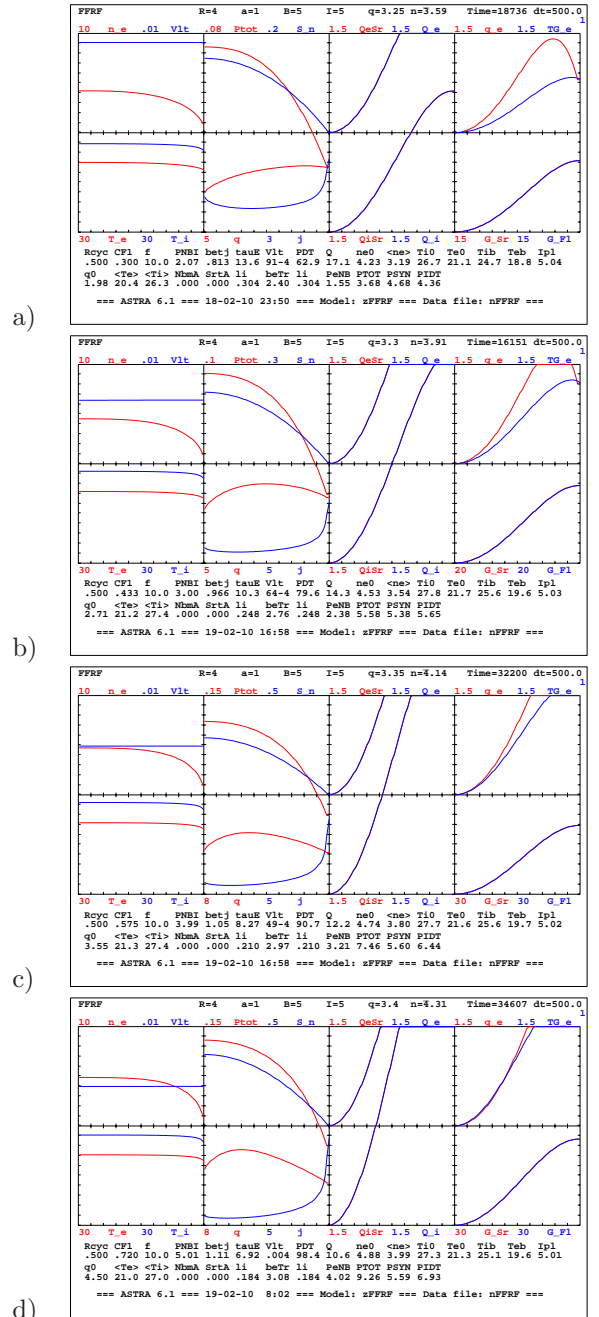 a)
FFRF R=4 a=1 B=5 I=5 q=3.25 n=3.59 Time=18736 dt=500.0
1
10 n_e .01 Vlt .08 Ptot .2 S_n 1.5 QeSr 1.5 Q_e 1.5 q_e 1.5 TG_e
30 T_e 30 T_i 5 q 3 j 1.5 QiSr 1.5 Q_i 15 G_Sr 15 G_F1
Rcyc CF1 f PNBI betj tauE Vlt PDT Q ne0 <ne> Ti0 Te0 Tib Teb Ipl
.500 .300 10.0 2.07 .813 13.6 91-4 62.9 17.1 4.23 3.19 26.7 21.1 24.7 18.8 5.04
q0 <Te> <Ti> NbmA SrtA li beTr li PeNB PTOT PSYN PIDT
1.98 20.4 26.3 .000 .000 .304 2.40 .304 1.55 3.68 4.68 4.36
=== ASTRA 6.1 === 18-02-10 23:50 === Model: zFFRF === Data file: nFFRF ===
b)
FFRF R=4 a=1 B=5 I=5 q=3.3 n=3.91 Time=16151 dt=500.0
1
10 n_e .01 Vlt .1 Ptot .3 S_n 1.5 QeSr 1.5 Q_e 1.5 q_e 1.5 TG_e
30 T_e 30 T_i 5 q 5 j 1.5 QiSr 1.5 Q_i 20 G_Sr 20 G_F1
Rcyc CF1 f PNBI betj tauE Vlt PDT Q ne0 <ne> Ti0 Te0 Tib Teb Ipl
.500 .433 10.0 3.00 .966 10.3 64-4 79.6 14.3 4.53 3.54 27.8 21.7 25.6 19.6 5.03
q0 <Te> <Ti> NbmA SrtA li beTr li PeNB PTOT PSYN PIDT
2.71 21.2 27.4 .000 .000 .248 2.76 .248 2.38 5.58 5.38 5.65
=== ASTRA 6.1 === 19-02-10 16:58 === Model: zFFRF === Data file: nFFRF ===
c)
FFRF R=4 a=1 B=5 I=5 q=3.35 n=4.14 Time=32200 dt=500.0
1
10 n_e .01 Vlt .15 Ptot .5 S_n 1.5 QeSr 1.5 Q_e 1.5 q_e 1.5 TG_e
30 T_e 30 T_i 8 q 8 j 1.5 QiSr 1.5 Q_i 30 G_Sr 30 G_F1
Rcyc CF1 f PNBI betj tauE Vlt PDT Q ne0 <ne> Ti0 Te0 Tib Teb Ipl
.500 .575 10.0 3.99 1.05 8.27 49-4 90.7 12.2 4.74 3.80 27.7 21.6 25.6 19.7 5.02
q0 <Te> <Ti> NbmA SrtA li beTr li PeNB PTOT PSYN PIDT
3.55 21.3 27.4 .000 .000 .210 2.97 .210 3.21 7.46 5.60 6.44
=== ASTRA 6.1 === 19-02-10 16:58 === Model: zFFRF === Data file: nFFRF ===
d)
FFRF R=4 a=1 B=5 I=5 q=3.4 n=4.31 Time=34607 dt=500.0
1
10 n_e .01 Vlt .15 Ptot .5 S_n 1.5 QeSr 1.5 Q_e 1.5 q_e 1.5 TG_e
30 T_e 30 T_i 8 q 8 j 1.5 QiSr 1.5 Q_i 30 G_Sr 30 G_F1
Rcyc CF1 f PNBI betj tauE Vlt PDT Q ne0 <ne> Ti0 Te0 Tib Teb Ipl
.500 .720 10.0 5.01 1.11 6.92 .004 98.4 10.6 4.88 3.99 27.3 21.3 25.1 19.6 5.01
q0 <Te> <Ti> NbmA SrtA li beTr li PeNB PTOT PSYN PIDT
4.50 21.0 27.0 .000 .000 .184 3.08 .184 4.02 9.26 5.59 6.93
=== ASTRA 6.1 === 19-02-10 8:02 === Model: zFFRF === Data file: nFFRF ===